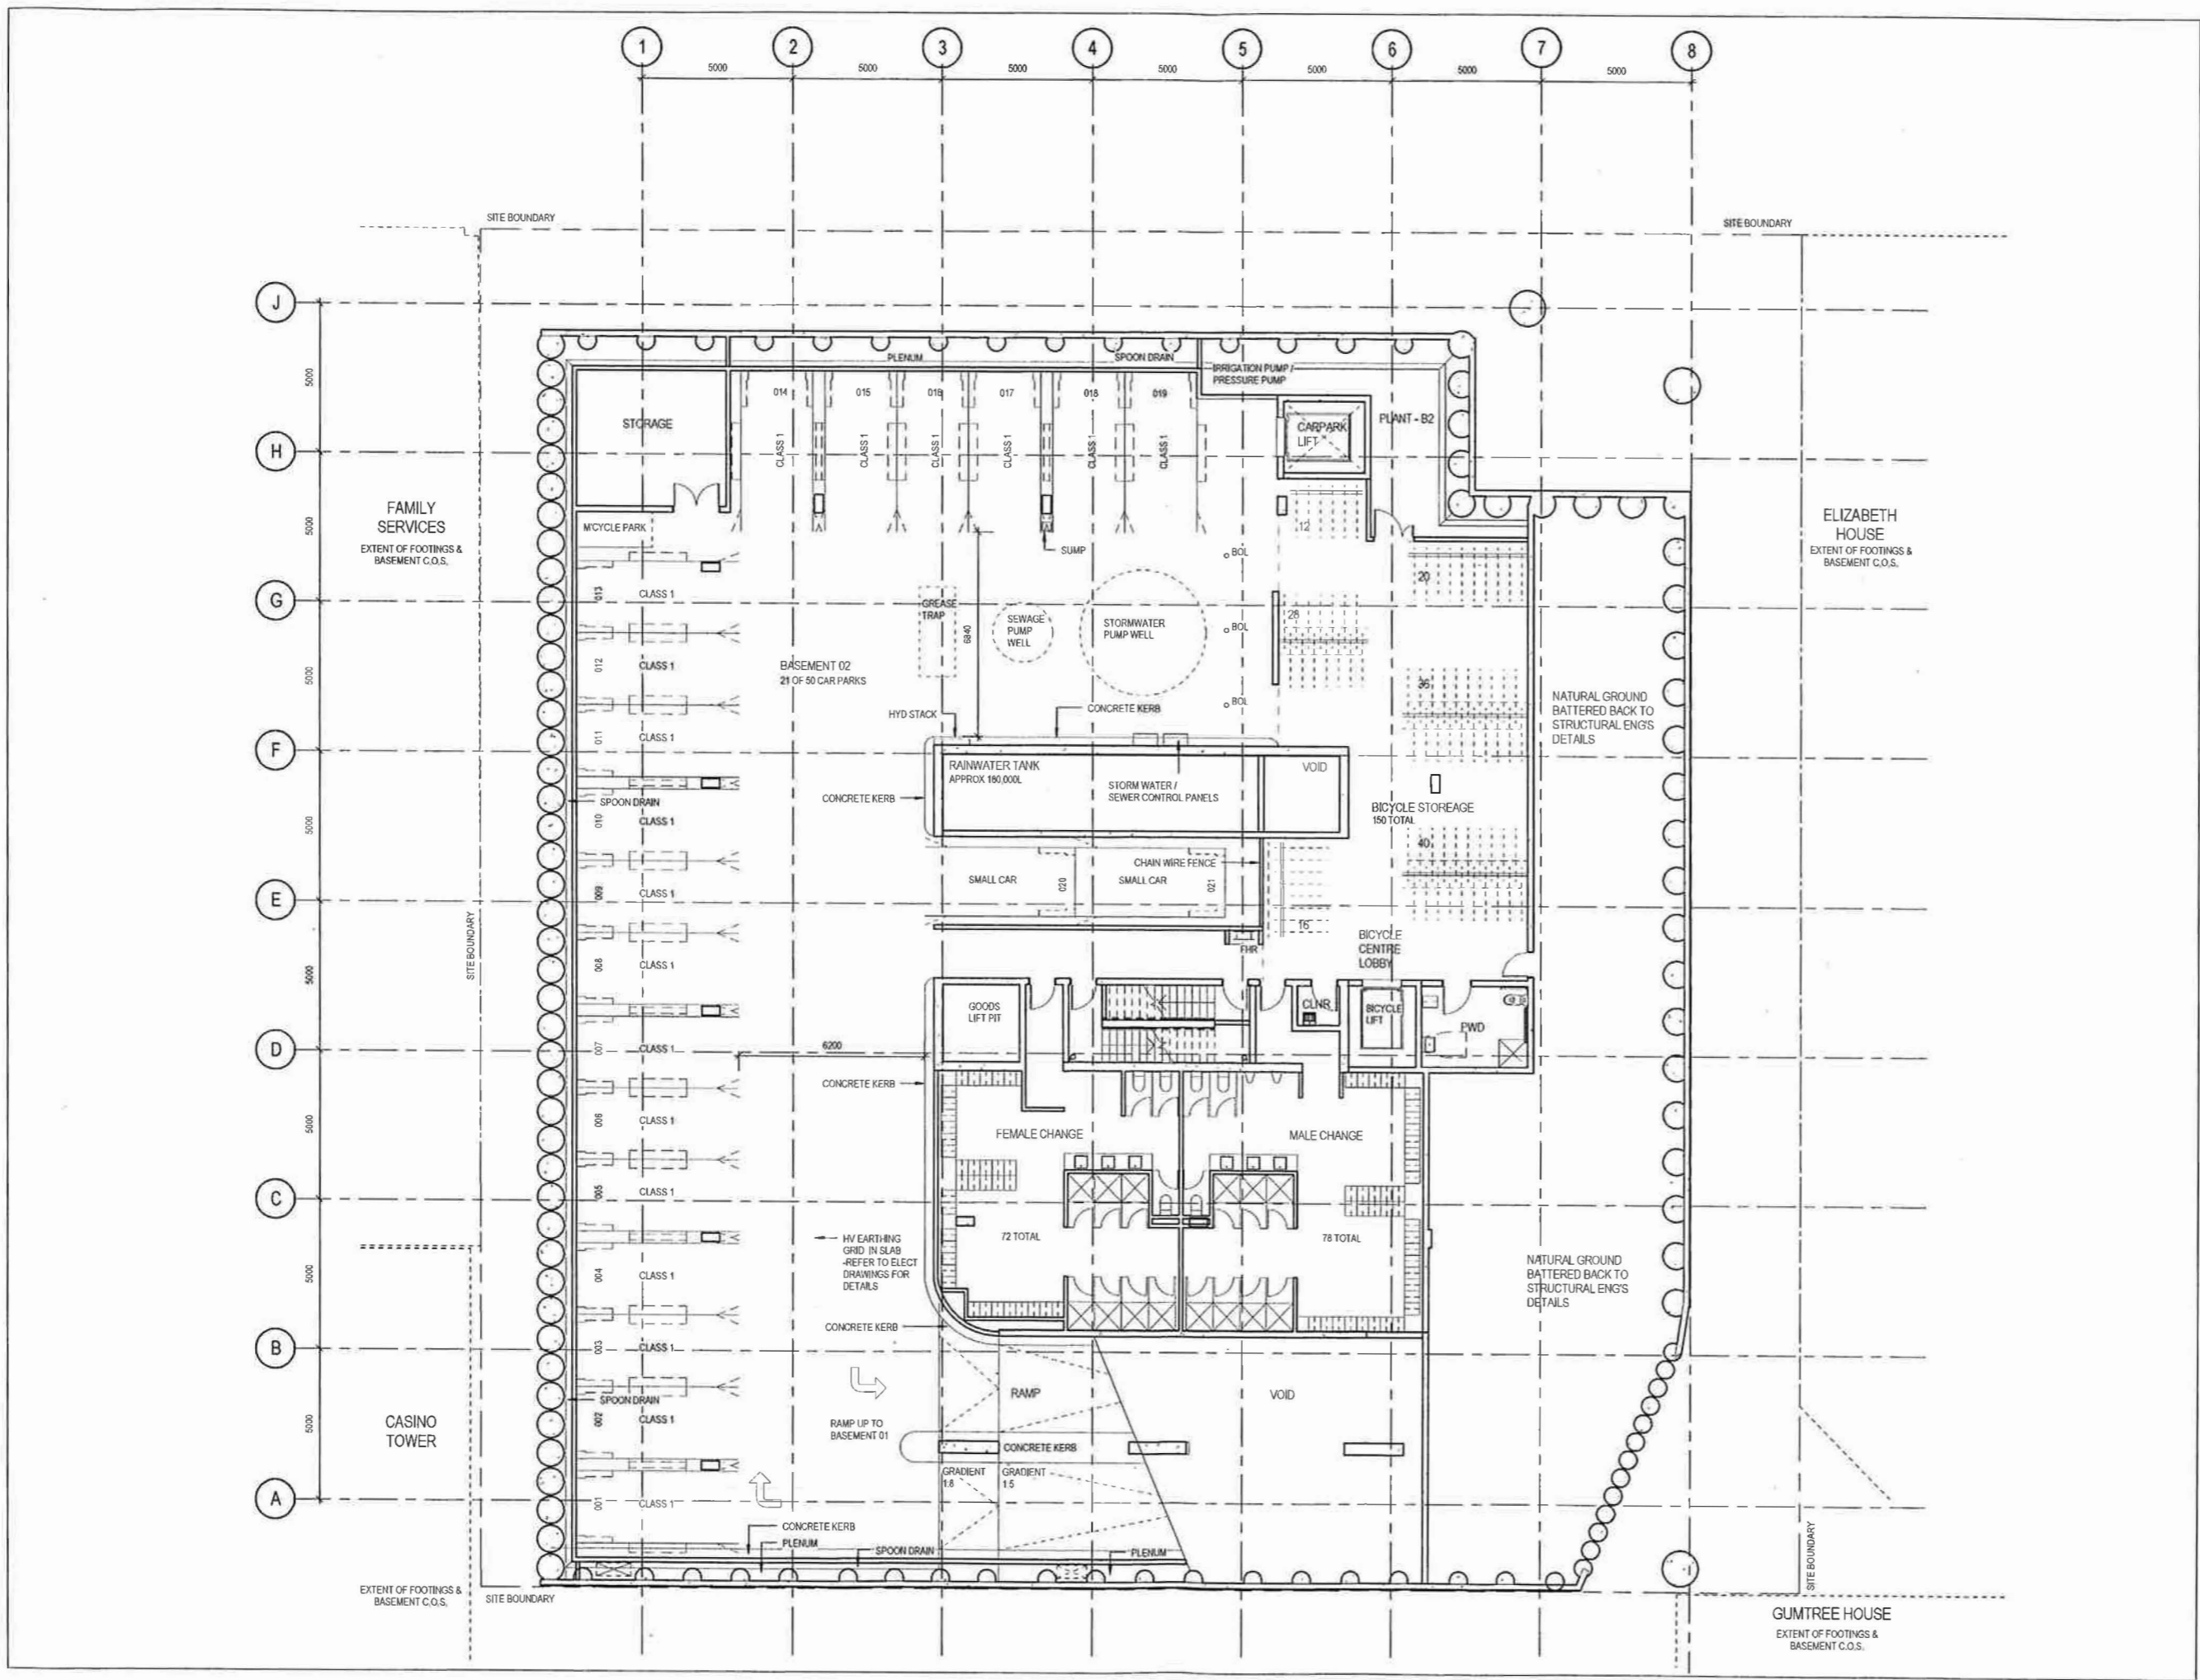 1
2
3
4
5
6
7
8
5000
5000
5000
5000
5000
5000
5000
SITE BOUNDARY
SITE BOUNDARY
J
H
G
F
E
D
C
B
A
5000
5000
5000
5000
5000
5000
5000
5000
PLENUM
SPOON DRAIN
IRRIGATION PUMP /
PRESSURE PUMP
014
015
016
017
018
019
CLASS 1
CLASS 1
CLASS 1
CLASS 1
CLASS 1
CLASS 1
STORAGE
CARPARK
LIFT
PLANT - B2
FAMILY
SERVICES
EXTENT OF FOOTINGS &
BASEMENT C.O.S.
ELIZABETH
HOUSE
EXTENT OF FOOTINGS &
BASEMENT C.O.S.
M'CYCLE PARK
SUMP
12
BOL
BOL
BOL
20
28
36
40
16
013
CLASS 1
012
CLASS 1
011
CLASS 1
010
CLASS 1
009
CLASS 1
008
CLASS 1
007
CLASS 1
006
CLASS 1
005
CLASS 1
004
CLASS 1
003
CLASS 1
002
CLASS 1
001
CLASS 1
GREASE
TRAP
6840
SEWAGE
PUMP
WELL
STORMWATER
PUMP WELL
BASEMENT 02
21 OF 50 CAR PARKS
HYD STACK
CONCRETE KERB
NATURAL GROUND
BATTERED BACK TO
STRUCTURAL ENG'S
DETAILS
RAINWATER TANK
APPROX 160,000L
VOID
STORM WATER /
SEWER CONTROL PANELS
CONCRETE KERB
SPOON DRAIN
BICYCLE STOREAGE
150 TOTAL
CHAIN WIRE FENCE
SMALL CAR
020
SMALL CAR
021
SITE BOUNDARY
FHR
BICYCLE
CENTRE
LOBBY
GOODS
LIFT PIT
CLNR
BICYCLE
LIFT
PWD
6200
CONCRETE KERB
FEMALE CHANGE
MALE CHANGE
72 TOTAL
78 TOTAL
HV EARTHING
GRID IN SLAB
-REFER TO ELECT
DRAWINGS FOR
DETAILS
NATURAL GROUND
BATTERED BACK TO
STRUCTURAL ENG'S
DETAILS
CONCRETE KERB
SPOON DRAIN
CASINO
TOWER
RAMP
VOID
RAMP UP TO
BASEMENT 01
CONCRETE KERB
GRADIENT
1:8
GRADIENT
1:5
CONCRETE KERB
PLENUM
SPOON DRAIN
PLENUM
SITE BOUNDARY
EXTENT OF FOOTINGS &
BASEMENT C.O.S.
SITE BOUNDARY
GUMTREE HOUSE
EXTENT OF FOOTINGS &
BASEMENT C.O.S.